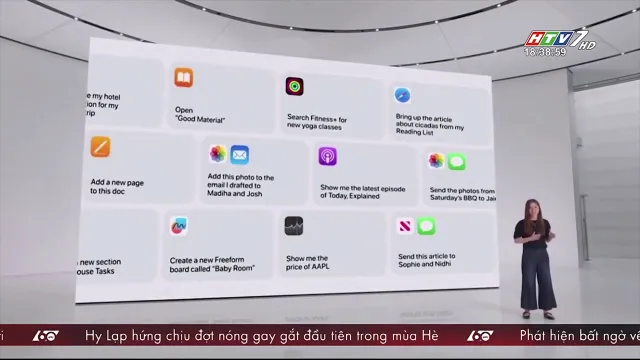 HTV7 HD
18:38:59
e my hotel
ion for my
trip
Open
"Good Material"
Search Fitness+ for
new yoga classes
Bring up the article
about cicadas from my
Reading List
Add a new page
to this doc
Add this photo to the
email I drafted to
Madiha and Josh
Show me the latest episode
of Today, Explained
Send the photos from
Saturday's BBQ to Jai
new section
ouse Tasks
Create a new Freeform
board called "Baby Room"
Show me the
price of AAPL
Send this article to
Sophie and Nidhi
ới 60 Hy Lạp hứng chịu đợt nóng gay gắt đầu tiên trong mùa Hè 60 Phát hiện bất ngờ về